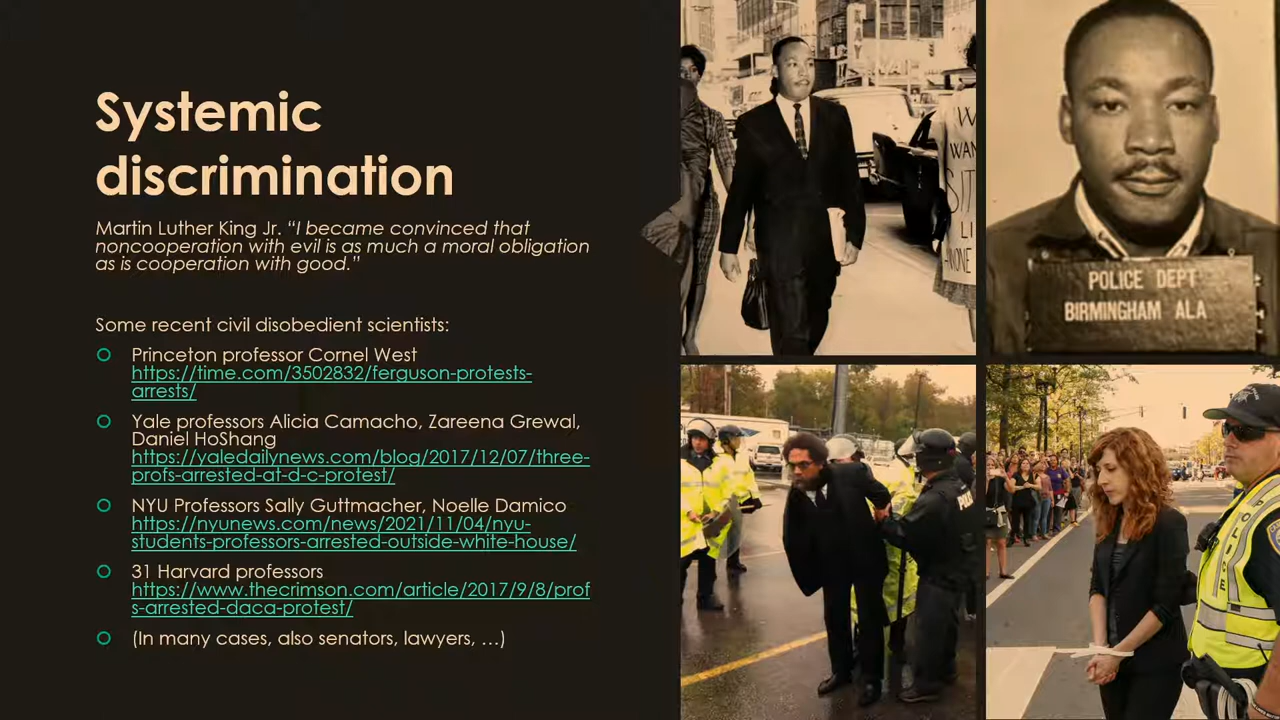 Systemic
discrimination
Martin Luther King Jr. “I became convinced that
noncooperation with evil is as much a moral obligation
as is cooperation with good.”
Some recent civil disobedient scientists:
Princeton professor Cornel West
https://time.com/3502832/ferguson-protests-
arrests/
Yale professors Alicia Camacho, Zareena Grewal,
Daniel HoShang
https://yaledailynews.com/blog/2017/12/07/three-
profs-arrested-at-d-c-protest/
NYU Professors Sally Guttmacher, Noelle Damico
https://nyunews.com/news/2021/11/04/nyu-
students-professors-arrested-outside-white-house/
31 Harvard professors
https://www.thecrimson.com/article/2017/9/8/prof
s-arrested-daca-protest/
(In many cases, also senators, lawyers, …)
POLICE DEPT
BIRMINGHAM ALA
POLICE